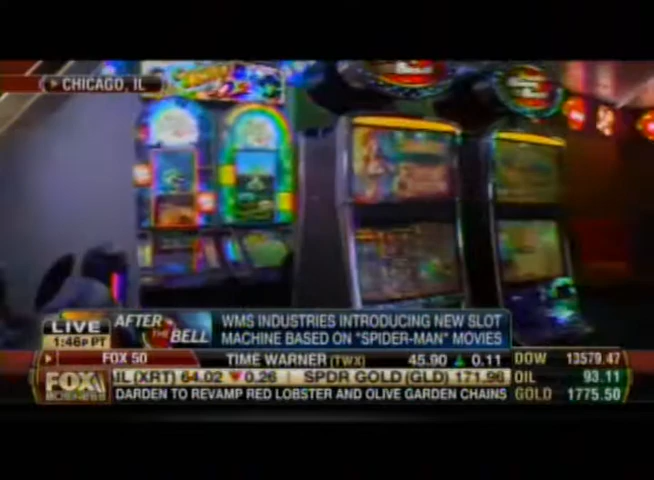 CHICAGO, IL
LIVE
1:46P PT
AFTER THE BELL
WMS INDUSTRIES INTRODUCING NEW SLOT
MACHINE BASED ON "SPIDER-MAN" MOVIES
FOX 50
TIME WARNER (TWX) 45.90 ▲ 0.11
DOW 13579.47
FOX
BUSINESS
IL (XRT) 64.02 ▼0.26 SPDR GOLD (GLD) 171.96
OIL 93.11
DARDEN TO REVAMP RED LOBSTER AND OLIVE GARDEN CHAINS
GOLD 1775.50